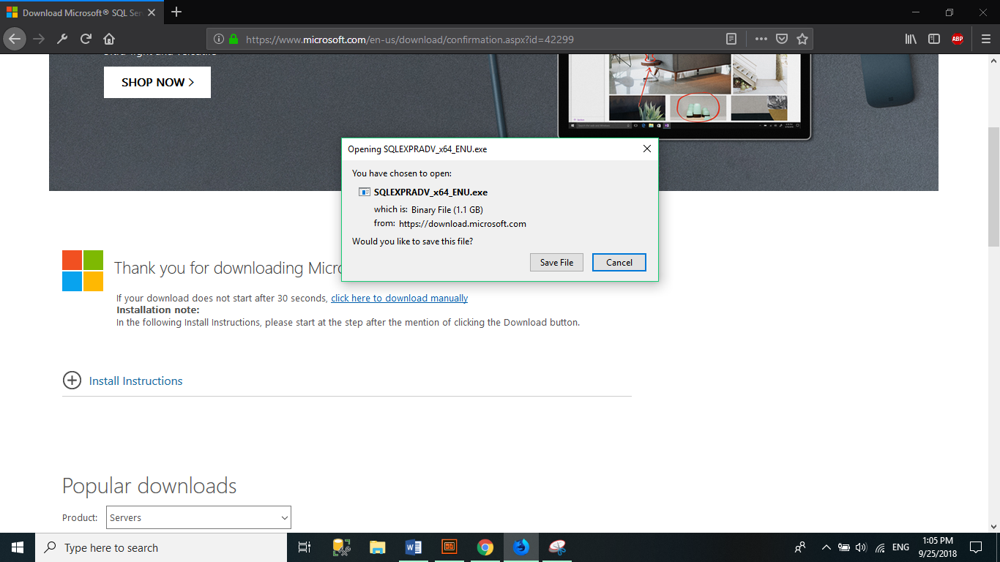 Download Microsoft® SQL Ser
https://www.microsoft.com/en-us/download/confirmation.aspx?id=42299
ABP
SHOP NOW >
Opening SQLEXPRADV_x64_ENU.exe
You have chosen to open:
SQLEXPRADV_x64_ENU.exe
which is: Binary File (1.1 GB)
from: https://download.microsoft.com
Would you like to save this file?
Save File
Cancel
Thank you for downloading Micro
If your download does not start after 30 seconds, click here to download manually
Installation note:
In the following Install Instructions, please start at the step after the mention of clicking the Download button.
Install Instructions
Popular downloads
Product: Servers
Type here to search
ENG
1:05 PM
9/25/2018